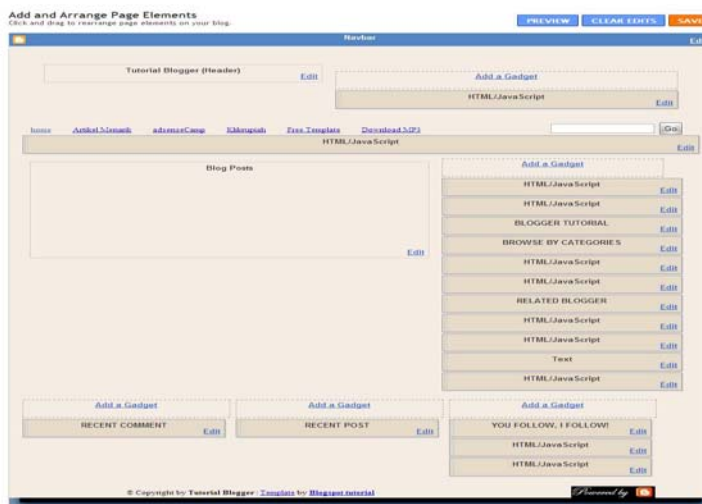 Add and Arrange Page Elements
Click and drag to rearrange page elements on your blog.
PREVIEW CLEAR EDITS SAVE
Navbar Edi
Tutorial Blogger (Header) Edit
Add a Gadget
HTML/JavaScript Edit
home Artikel Menarik adsenseCamp Free Template Download MP3 Go
HTML/JavaScript Edit
Blog Posts Edit
Add a Gadget
HTML/JavaScript Edit
HTML/JavaScript Edit
BLOGGER TUTORIAL Edit
BROWSE BY CATEGORIES Edit
HTML/JavaScript Edit
HTML/JavaScript Edit
RELATED BLOGGER Edit
HTML/JavaScript Edit
HTML/JavaScript Edit
Text Edit
HTML/JavaScript Edit
Add a Gadget
RECENT COMMENT Edit
Add a Gadget
RECENT POST Edit
Add a Gadget
YOU FOLLOW, I FOLLOW! Edit
HTML/JavaScript Edit
HTML/JavaScript Edit
© Copyright by Tutorial Blogger | Template by Blogspot tutorial
Powered by